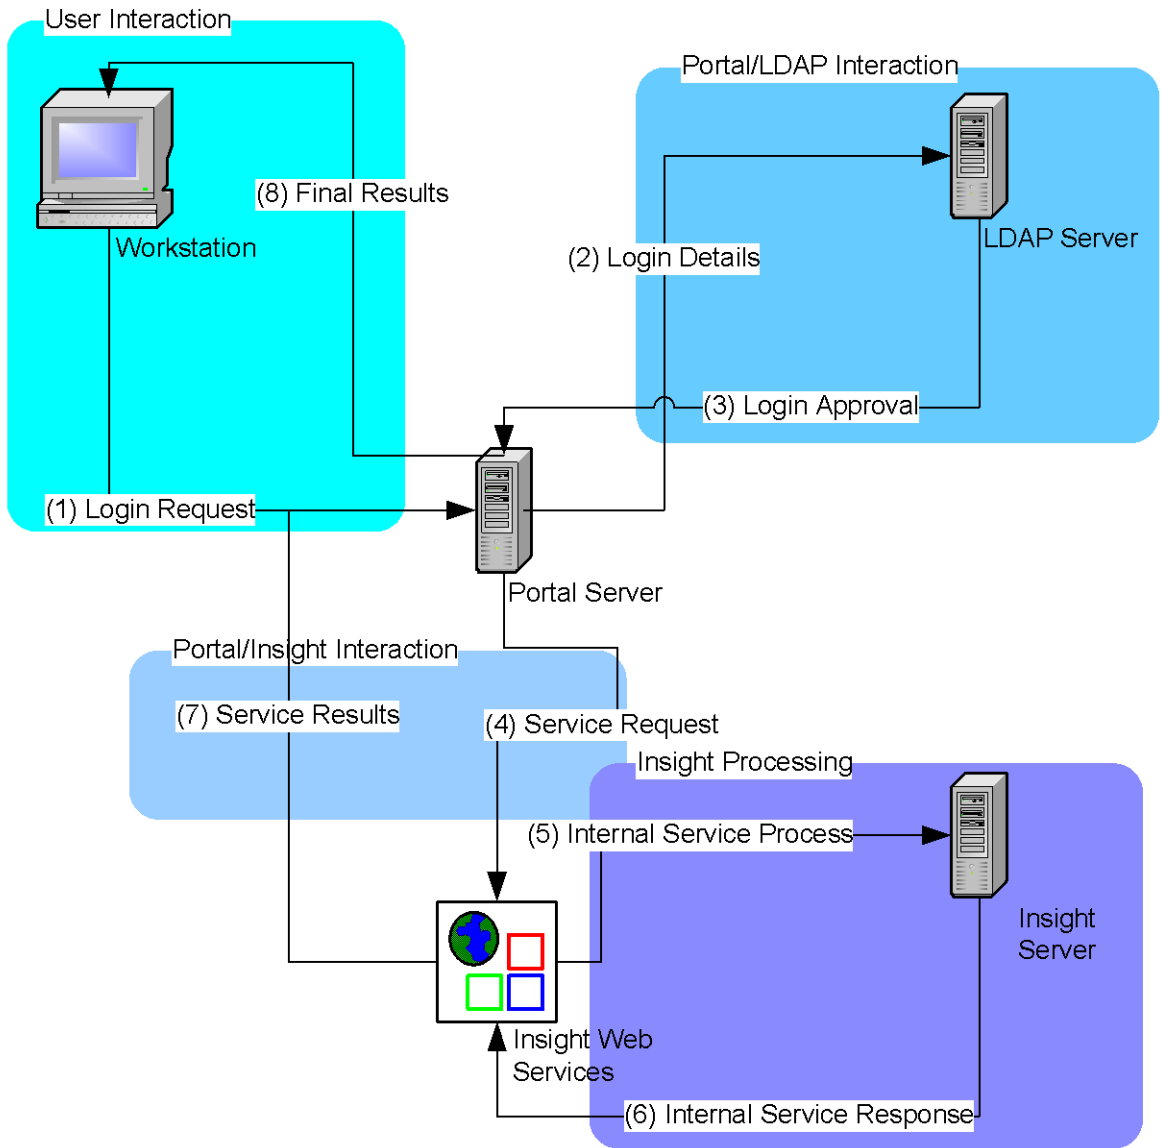 User Interaction
Portal/LDAP Interaction
(8) Final Results
Workstation
LDAP Server
(2) Login Details
(3) Login Approval
(1) Login Request
Portal Server
Portal/Insight Interaction
(7) Service Results
(4) Service Request
Insight Processing
(5) Internal Service Process
Insight
Server
Insight Web
Services
(6) Internal Service Response